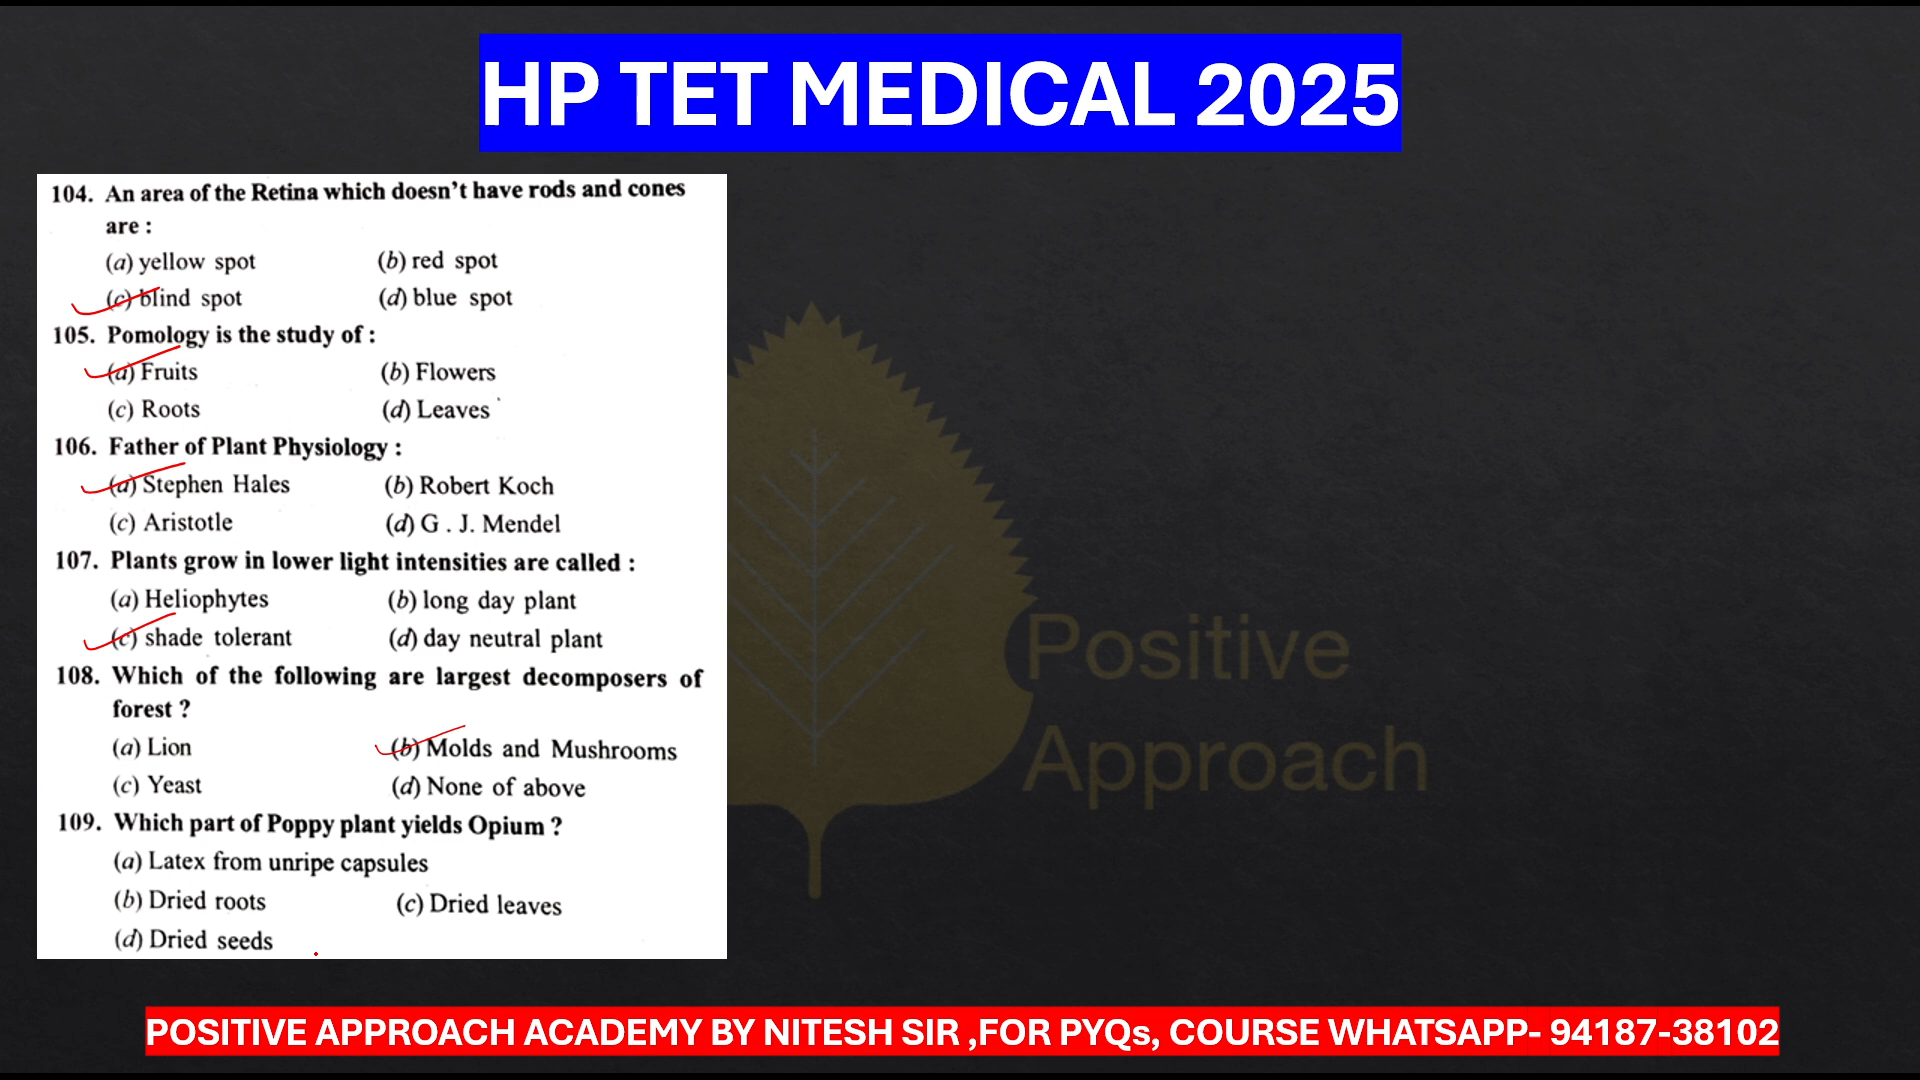 HP TET MEDICAL 2025
104. An area of the Retina which doesn't have rods and cones
are :
(a) yellow spot (b) red spot
(c) blind spot (d) blue spot
105. Pomology is the study of :
(a) Fruits (b) Flowers
(c) Roots (d) Leaves
106. Father of Plant Physiology :
(a) Stephen Hales (b) Robert Koch
(c) Aristotle (d) G . J. Mendel
107. Plants grow in lower light intensities are called :
(a) Heliophytes (b) long day plant
(c) shade tolerant (d) day neutral plant
108. Which of the following are largest decomposers of
forest ?
(a) Lion (b) Molds and Mushrooms
(c) Yeast (d) None of above
109. Which part of Poppy plant yields Opium ?
(a) Latex from unripe capsules
(b) Dried roots (c) Dried leaves
(d) Dried seeds
Positive
Approach
POSITIVE APPROACH ACADEMY BY NITESH SIR ,FOR PYQs, COURSE WHATSAPP- 94187-38102